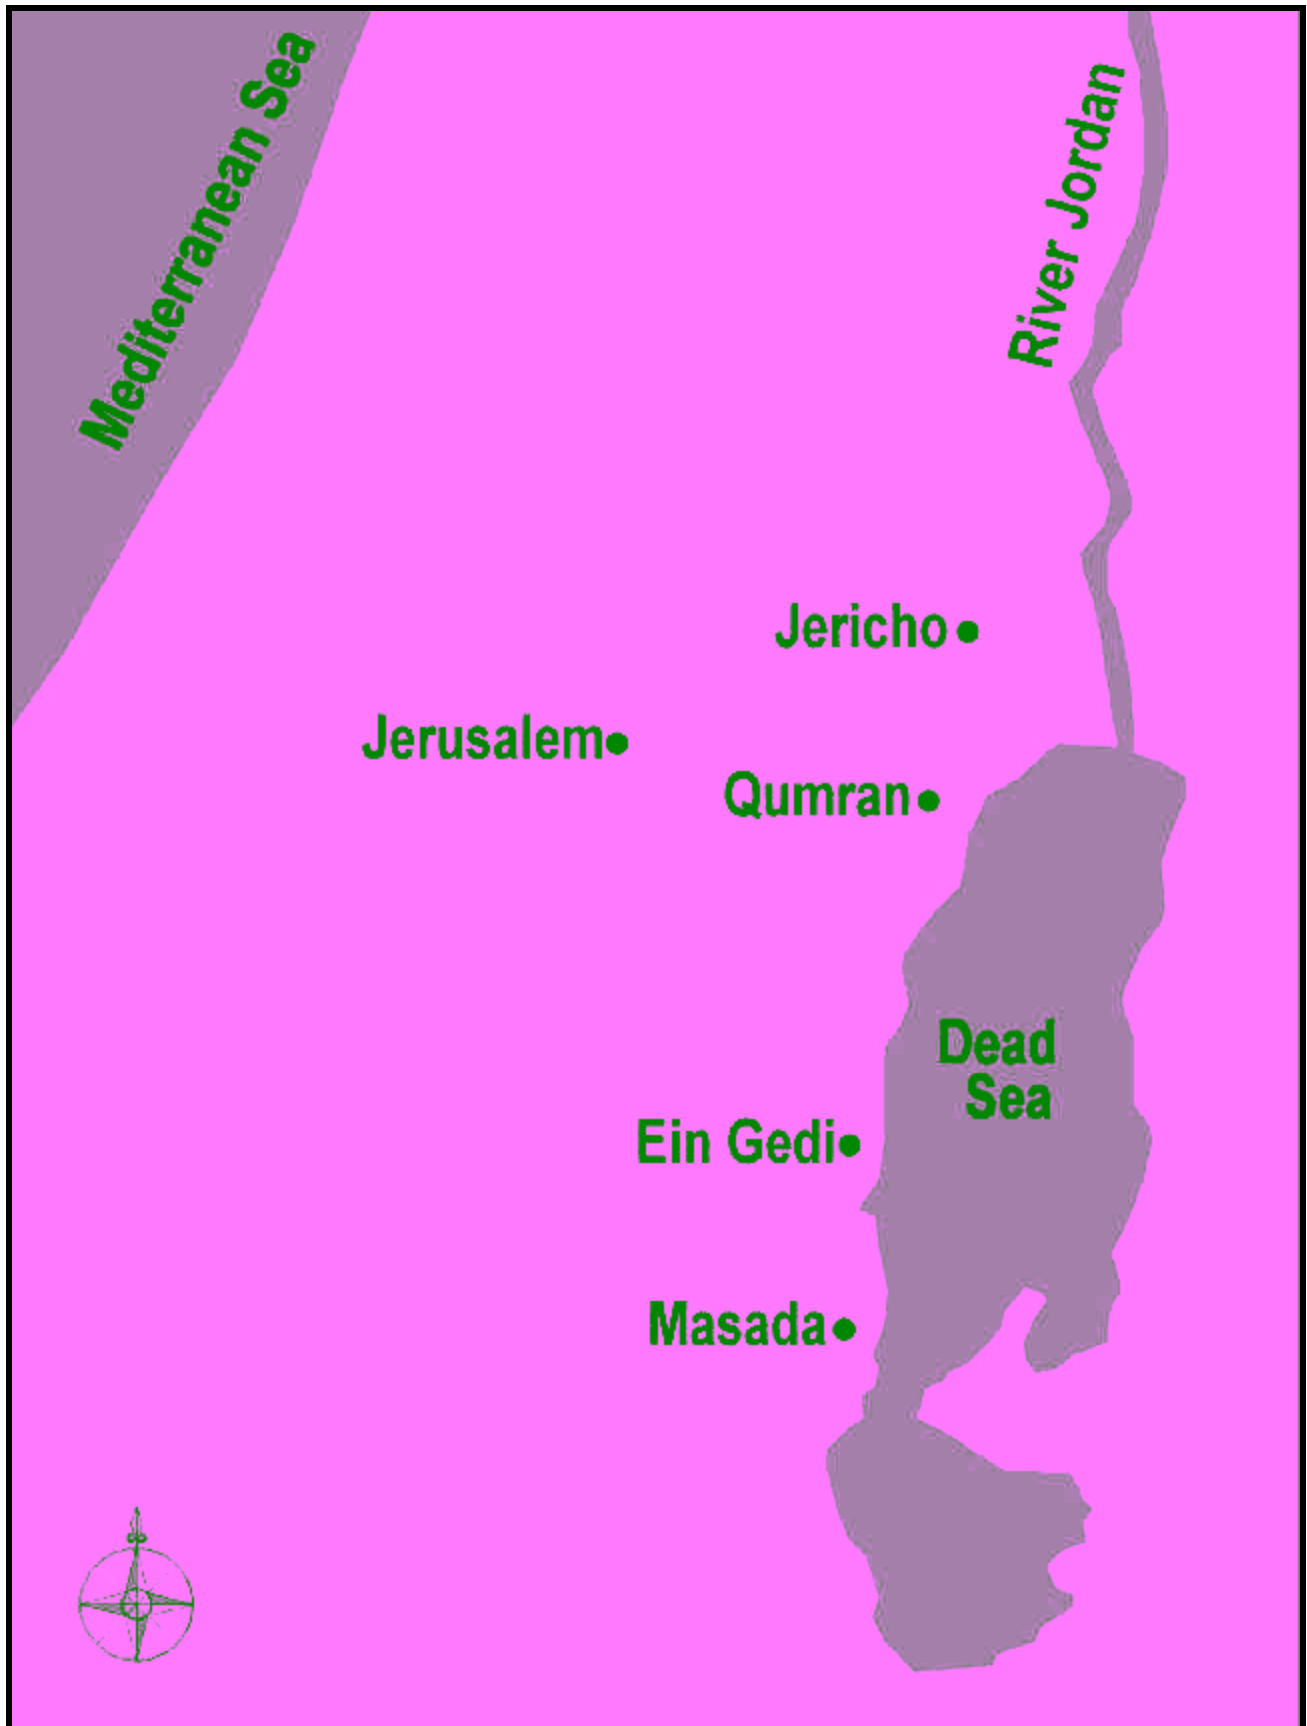 Mediterranean Sea
River Jordan
Jericho
Jerusalem
Qumran
Dead
Sea
Ein Gedi
Masada